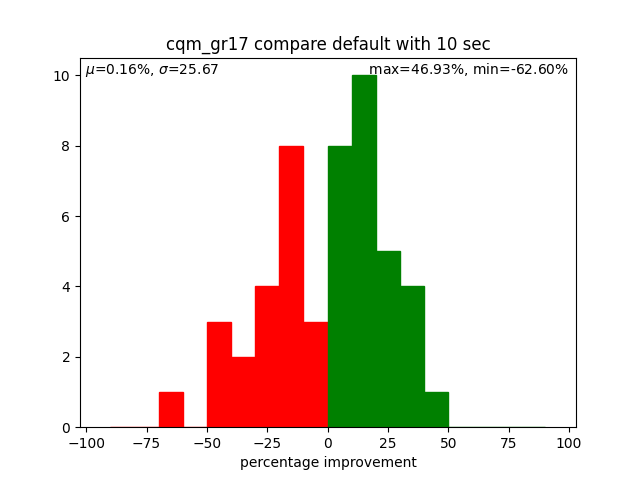 cqm_gr17 compare default with 10 sec
μ=0.16%, σ=25.67 max=46.93%, min=-62.60%
10
8
6
4
2
0
−100 −75 −50 −25 0 25 50 75 100
percentage improvement